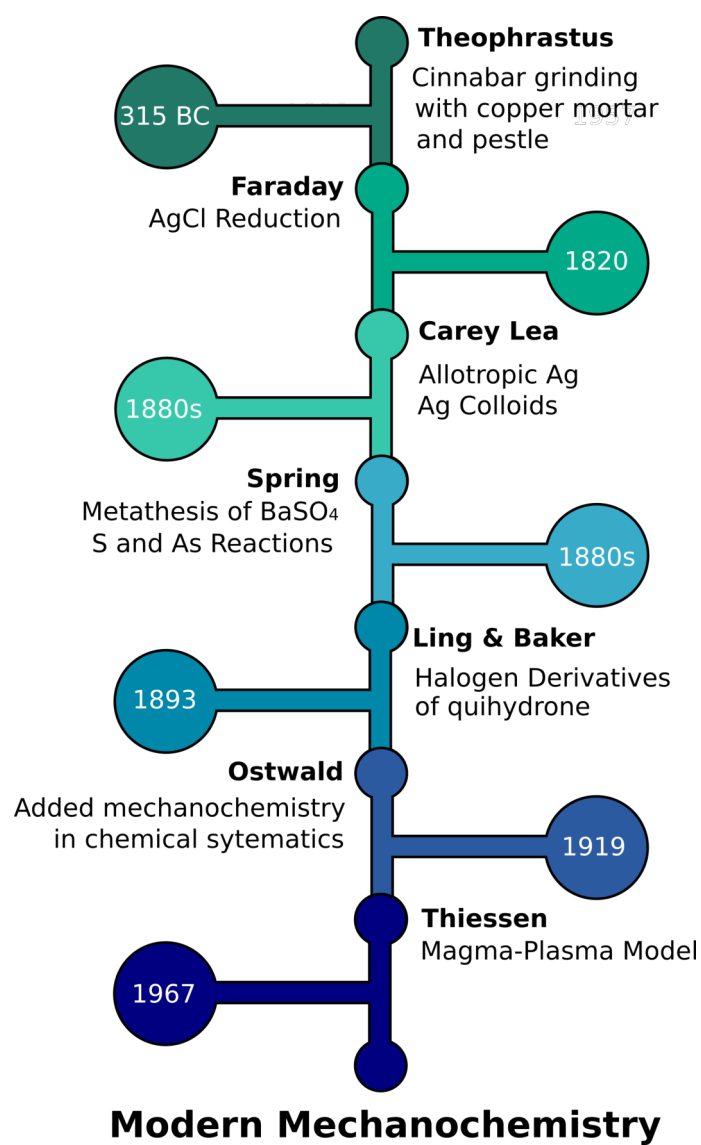 Theophrastus
Cinnabar grinding
with copper mortar
and pestle
315 BC
Faraday
AgCl Reduction
1820
Carey Lea
Allotropic Ag
Ag Colloids
1880s
Spring
Metathesis of BaSO₄
S and As Reactions
1880s
Ling & Baker
Halogen Derivatives
of quihydrone
1893
Ostwald
Added mechanochemistry
in chemical sytematics
1919
Thiessen
Magma-Plasma Model
1967
Modern Mechanochemistry